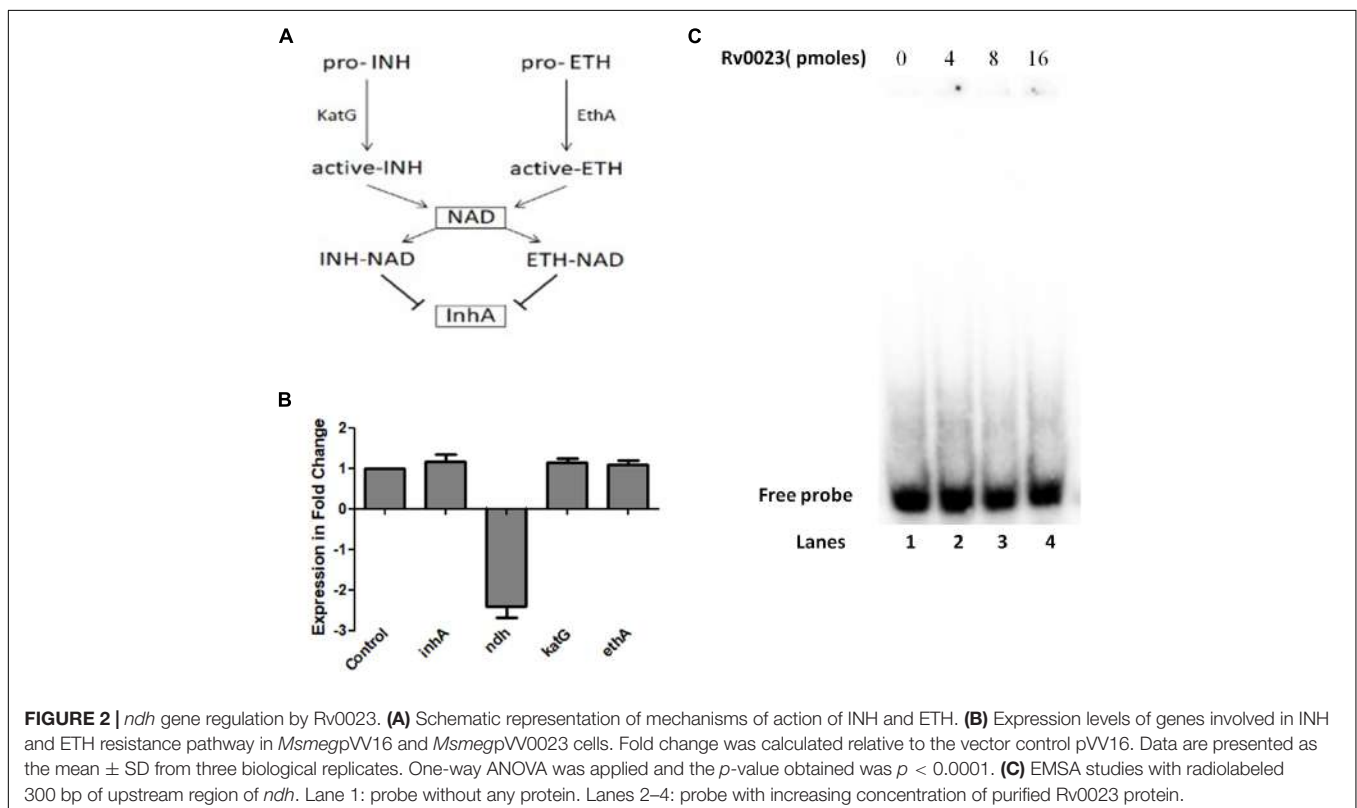 A
pro-INH pro-ETH
KatG EthA
active-INH active-ETH
NAD
INH-NAD ETH-NAD
InhA
B
Expression in Fold Change
2
1
0
-1
-2
-3
Control inhA ndh katG ethA
C
Rv0023( pmoles) 0 4 8 16
Free probe
Lanes 1 2 3 4
FIGURE 2 | ndh gene regulation by Rv0023. (A) Schematic representation of mechanisms of action of INH and ETH. (B) Expression levels of genes involved in INH
and ETH resistance pathway in MsmegpVV16 and MsmegpVV0023 cells. Fold change was calculated relative to the vector control pVV16. Data are presented as
the mean ± SD from three biological replicates. One-way ANOVA was applied and the p-value obtained was p < 0.0001. (C) EMSA studies with radiolabeled
300 bp of upstream region of ndh. Lane 1: probe without any protein. Lanes 2–4: probe with increasing concentration of purified Rv0023 protein.